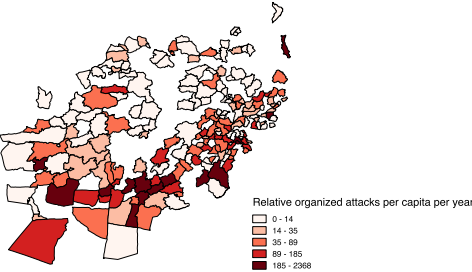 Relative organized attacks per capita per year
0 - 14
14 - 35
35 - 89
89 - 185
185 - 2368